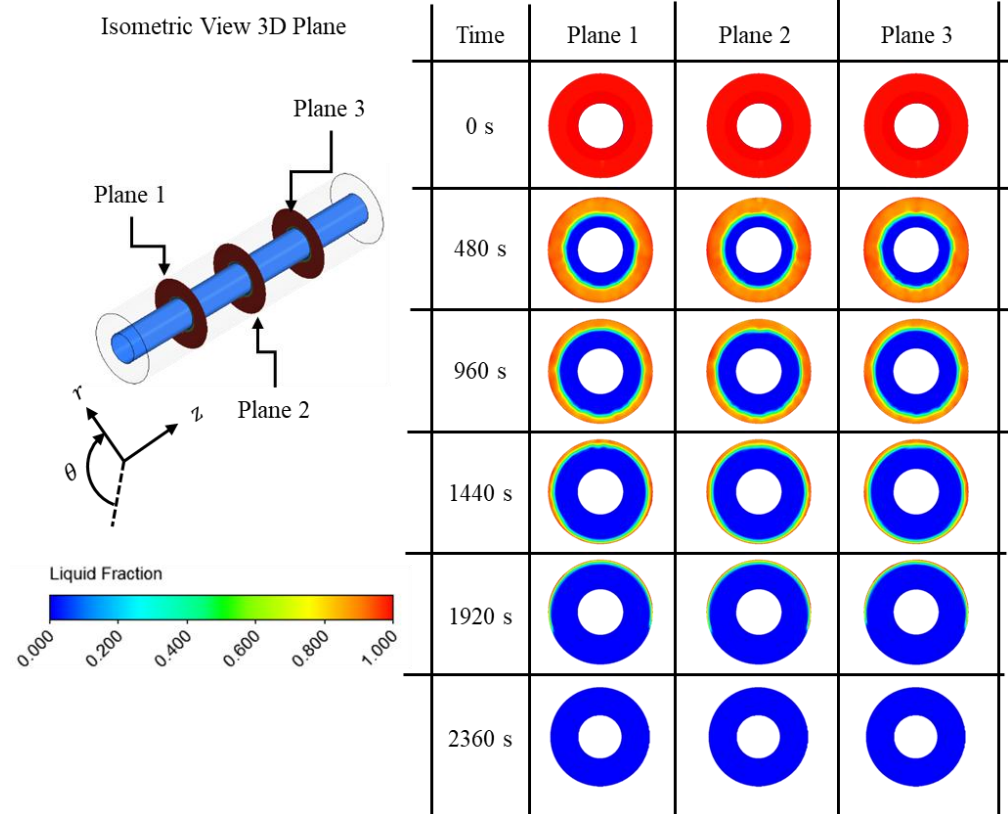 Isometric View 3D Plane
Plane 3
Plane 1
Plane 2
r
z
θ
Liquid Fraction
0.000
0.200
0.400
0.600
0.800
1.000
Time Plane 1 Plane 2 Plane 3
0 s
480 s
960 s
1440 s
1920 s
2360 s